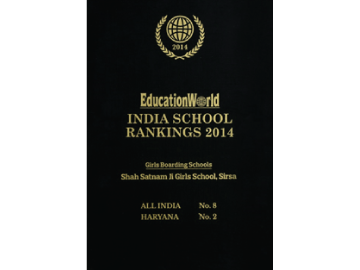 2014
EducationWorld
INDIA SCHOOL
RANKINGS 2014
Girls Boarding Schools
Shah Satnam Ji Girls School, Sirsa
ALL INDIA No. 8
HARYANA No. 2